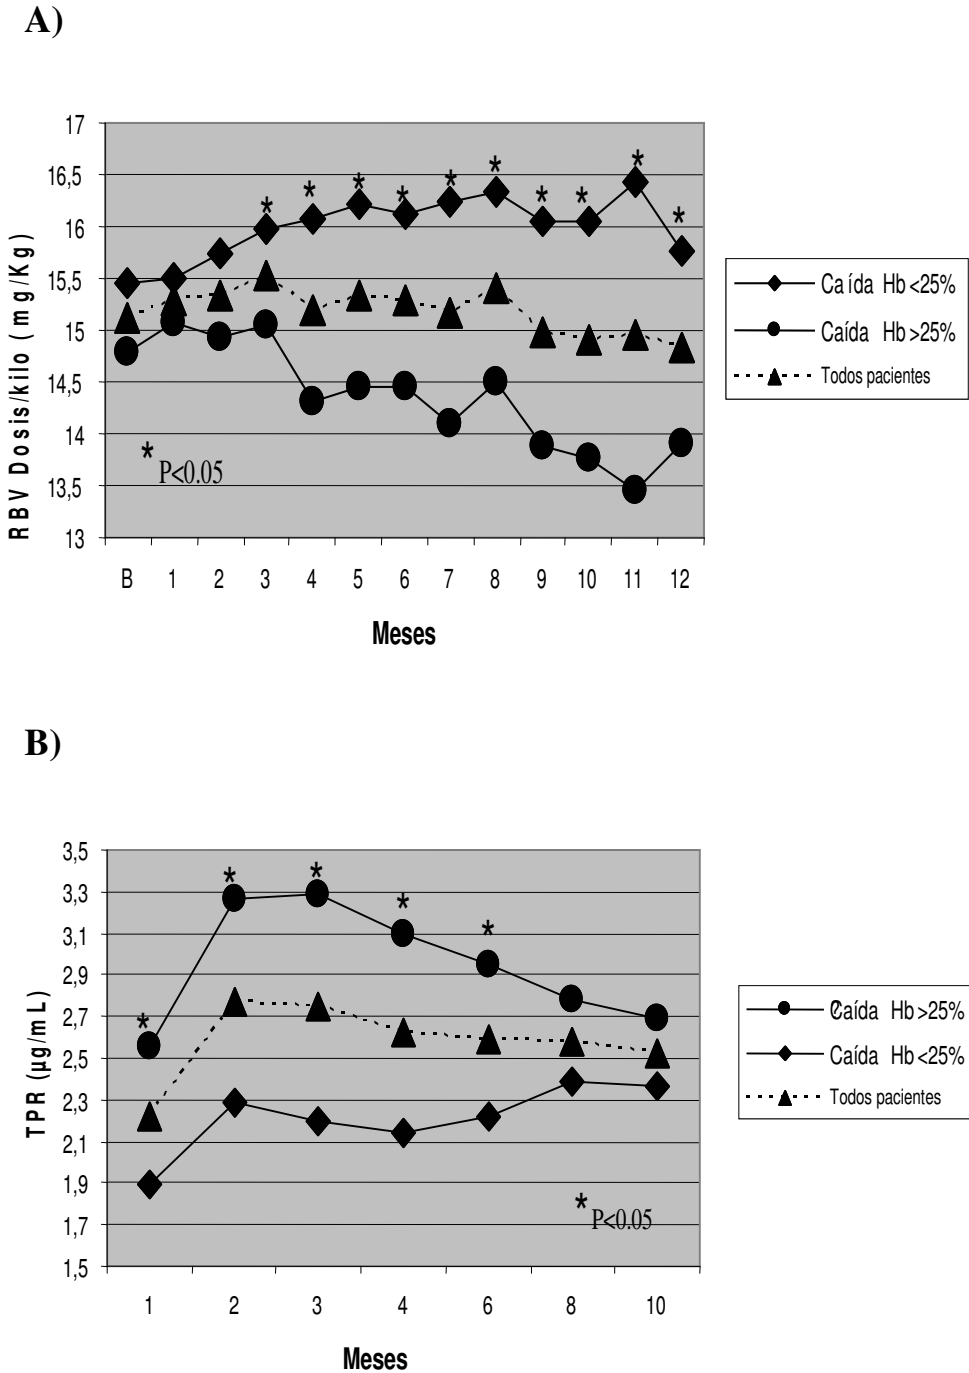 A)
RBV Dosis/kilo (mg/Kg)
17
16,5
16
15,5
15
14,5
14
13,5
13
* * * * * * * * * *
* P<0.05
B 1 2 3 4 5 6 7 8 9 10 11 12
Meses
Caída Hb <25%
Caída Hb >25%
Todos pacientes
B)
TPR (µg/mL)
3,5
3,3
3,1
2,9
2,7
2,5
2,3
2,1
1,9
1,7
1,5
* * * * *
* P<0.05
1 2 3 4 6 8 10
Meses
Caída Hb >25%
Caída Hb <25%
Todos pacientes